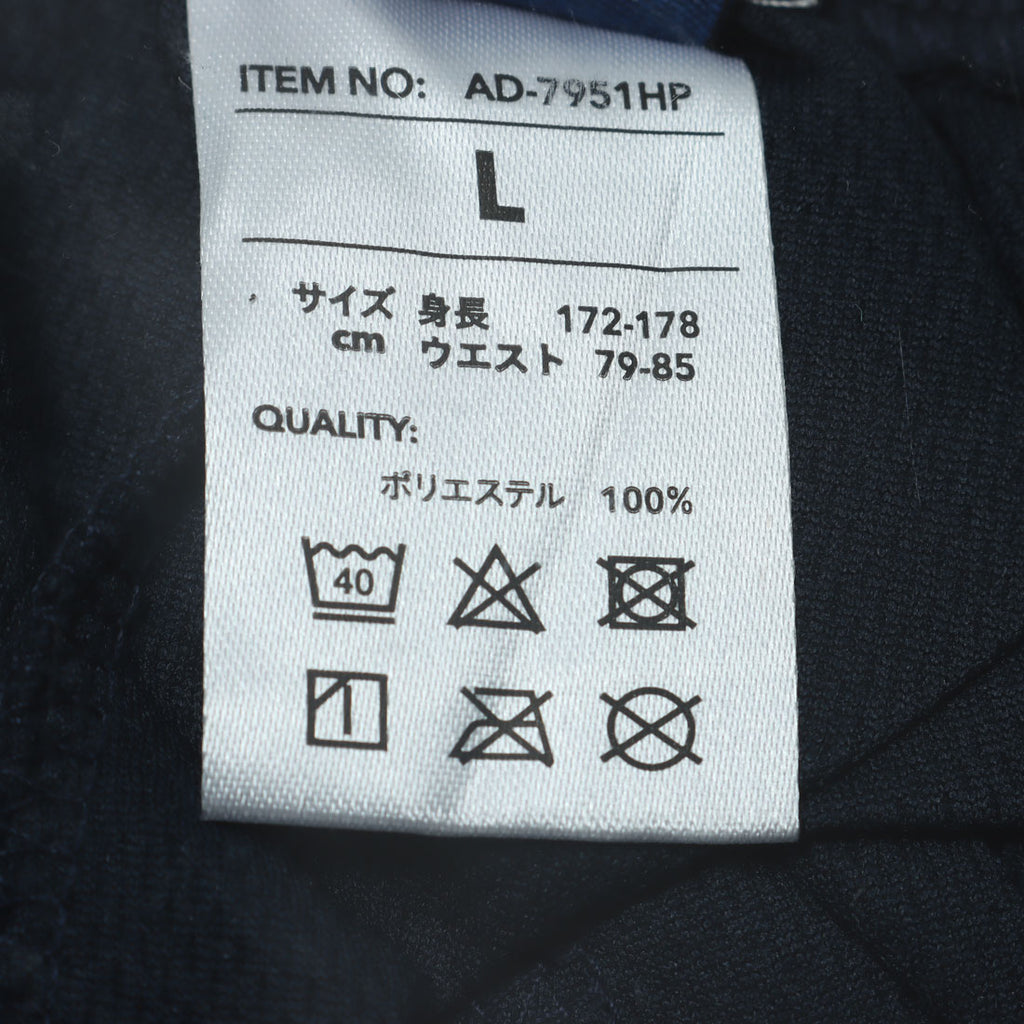 ITEM NO: AD-7951HP
L
サイズ 身長 172-178
cm ウエスト 79-85
QUALITY:
ポリエステル 100%
40